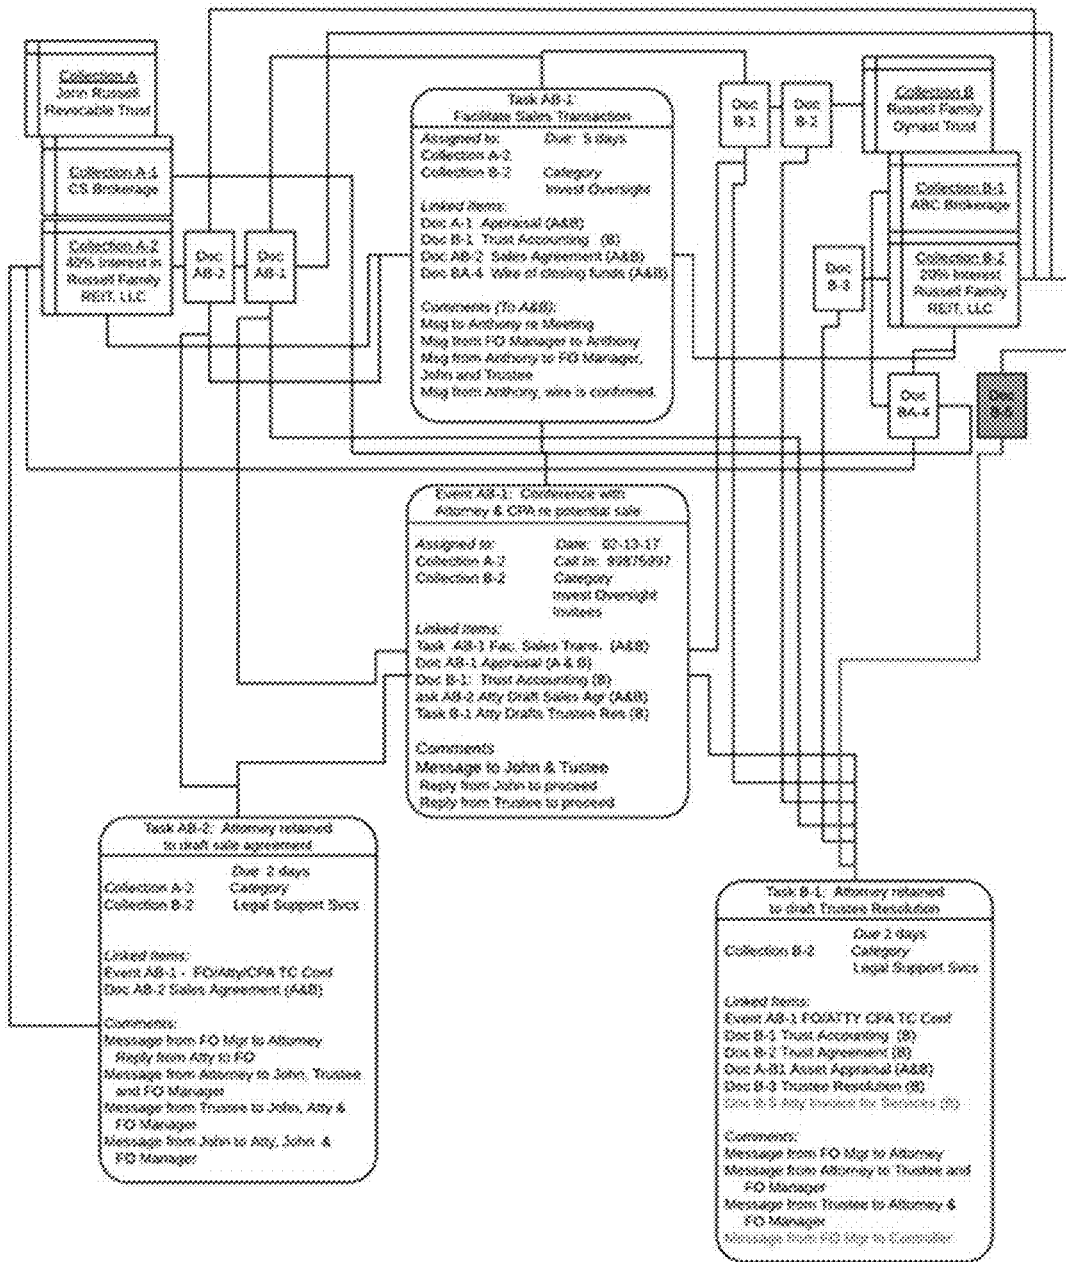 Collection A
John Russell
Revocable Trust
Collection A-1
CS Brokerage
Collection A-2
40% Interest in
Russell Family
REIT, LLC
Doc
AB-2
Doc
AB-1
Task AB-1:
Facilitate Sales Transaction
Assigned to: Due: 5 days
Collection A-2
Collection B-2 Category
Invest Oversight
Linked Items:
Doc A-1 Appraisal (A&B)
Doc B-1 Trust Accounting (B)
Doc AB-2 Sales Agreement (A&B)
Doc BA-4 Wire of closing funds (A&B)
Comments (To A&B):
Msg to Anthony re Meeting
Msg from FO Manager to Anthony
Msg from Anthony to FO Manager,
John and Trustee
Msg from Anthony, wire is confirmed.
Doc
B-1
Doc
B-2
Collection B
Russell Family
Dynast Trust
Collection B-1
ABC Brokerage
Collection B-2
20% Interest
Russell Family
REIT, LLC
Doc
B-3
Doc
BA-4
Doc
Event AB-1: Conference with
Attorney & CPA re potential sale
Assigned to: Date: 02-13-17
Collection A-2 Call In:
Collection B-2 Category
Invest Oversight
Invitees
Linked Items:
Task AB-1 Fac. Sales Trans. (A&B)
Doc AB-1 Appraisal (A & B)
Doc B-1: Trust Accounting (B)
ask AB-2 Atty Draft Sales Agr (A&B)
Task B-1 Atty Drafts Trustee Res (B)
Comments
Message to John & Tustee
Reply from John to proceed
Reply from Trustee to proceed
Task AB-2: Attorney retained
to draft sale agreement
Due 2 days
Collection A-2 Category
Collection B-2 Legal Support Svcs
Linked Items:
Event AB-1 - FO/Atty/CPA TC Conf
Doc AB-2 Sales Agreement (A&B)
Comments:
Message from FO Mgr to Attorney
Reply from Atty to FO
Message from Attorney to John, Trustee
and FO Manager
Message from Trustee to John, Atty &
FO Manager
Message from John to Atty, John &
FO Manager
Task B-1: Attorney retained
to draft Trustee Resolution
Due 2 days
Collection B-2 Category
Legal Support Svcs
Linked Items:
Event AB-1 FO/ATTY CPA TC Conf
Doc B-1 Trust Accounting (B)
Doc B-2 Trust Agreement (B)
Doc A-B1 Asset Appraisal (A&B)
Doc B-3 Trustee Resolution (B)
Doc B-5 Atty Invoice for Services (B)
Comments:
Message from FO Mgr to Attorney
Message from Attorney to Trustee and
FO Manager
Message from Trustee to Attorney &
FO Manager
Message from FO Mgr to Controller